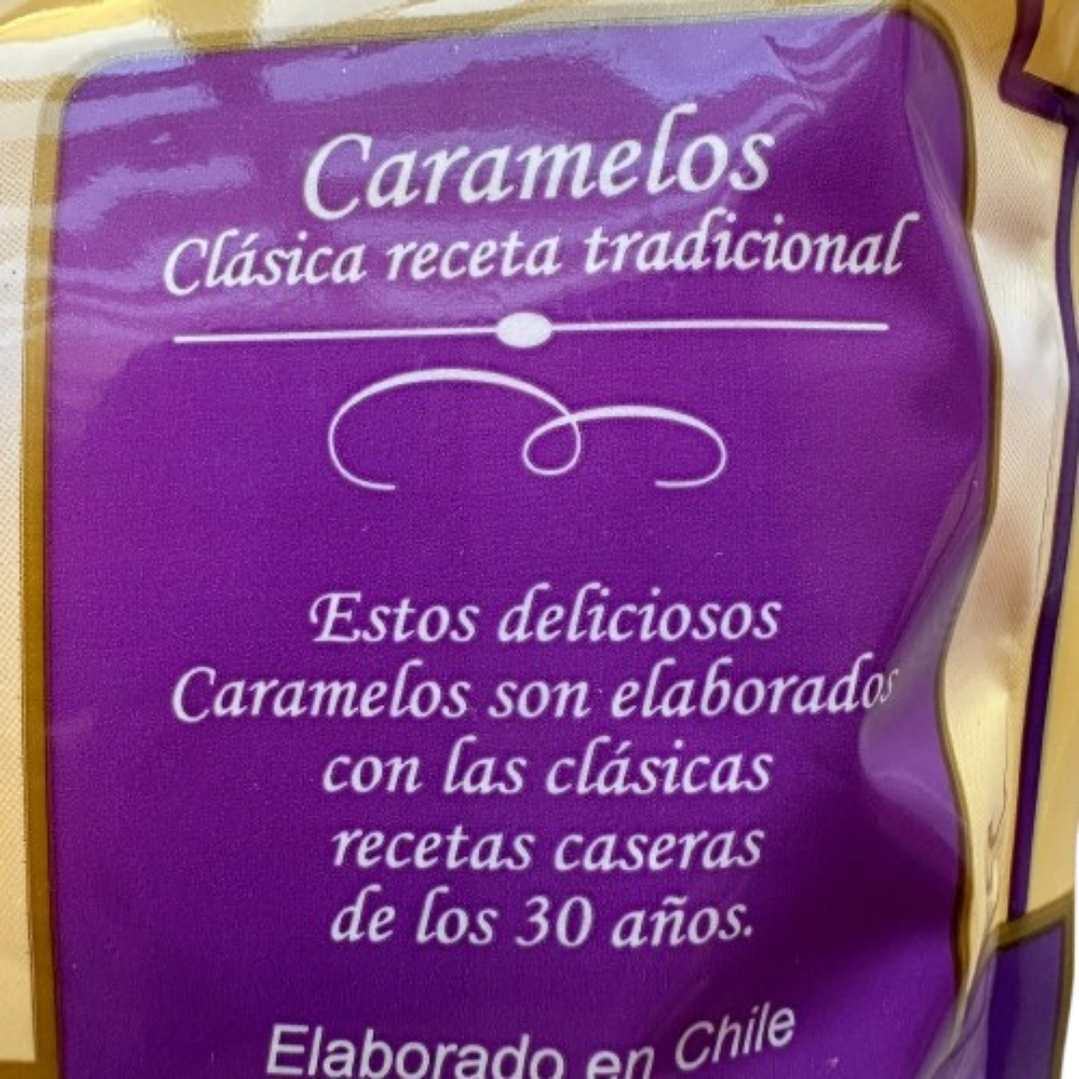 Caramelos
Clásica receta tradicional
Estos deliciosos
Caramelos son elaborados
con las clásicas
recetas caseras
de los 30 años.
Elaborado en Chile